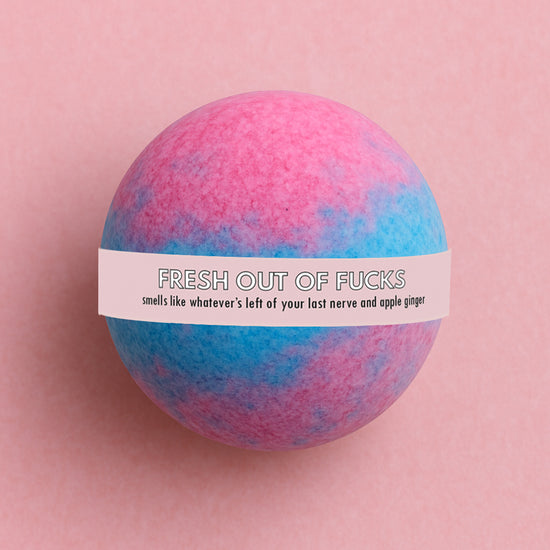 FRESH OUT OF FUCKS
smells like whatever's left of your last nerve and apple ginger